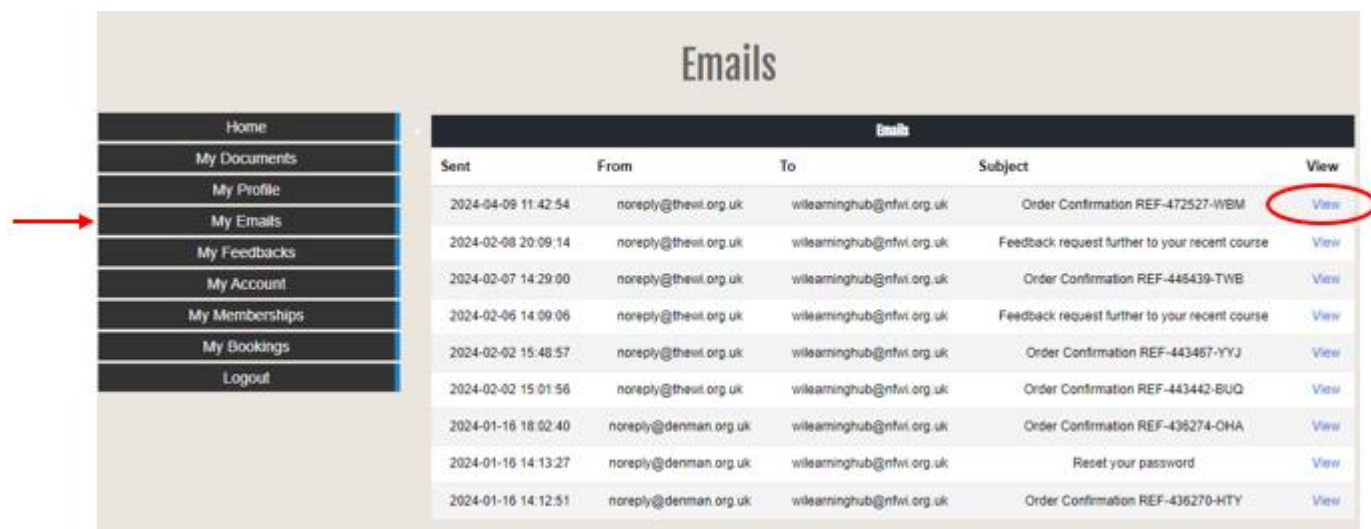 Emails
Home
My Documents
My Profile
My Emails
My Feedbacks
My Account
My Memberships
My Bookings
Logout
Emails
Sent From To Subject View
2024-04-09 11:42:54 noreply@thewi.org.uk wilearninghub@nfwi.org.uk Order Confirmation REF-472527-WBM View
2024-02-08 20:09:14 noreply@thewi.org.uk wilearninghub@nfwi.org.uk Feedback request further to your recent course View
2024-02-07 14:29:00 noreply@thewi.org.uk wilearninghub@nfwi.org.uk Order Confirmation REF-446439-TWB View
2024-02-06 14:09:06 noreply@thewi.org.uk wilearninghub@nfwi.org.uk Feedback request further to your recent course View
2024-02-02 15:48:57 noreply@thewi.org.uk wilearninghub@nfwi.org.uk Order Confirmation REF-443467-YYJ View
2024-02-02 15:01:56 noreply@thewi.org.uk wilearninghub@nfwi.org.uk Order Confirmation REF-443442-BUQ View
2024-01-16 18:02:40 noreply@denman.org.uk wilearninghub@nfwi.org.uk Order Confirmation REF-436274-OHA View
2024-01-16 14:13:27 noreply@denman.org.uk wilearninghub@nfwi.org.uk Reset your password View
2024-01-16 14:12:51 noreply@denman.org.uk wilearninghub@nfwi.org.uk Order Confirmation REF-436270-HTY View